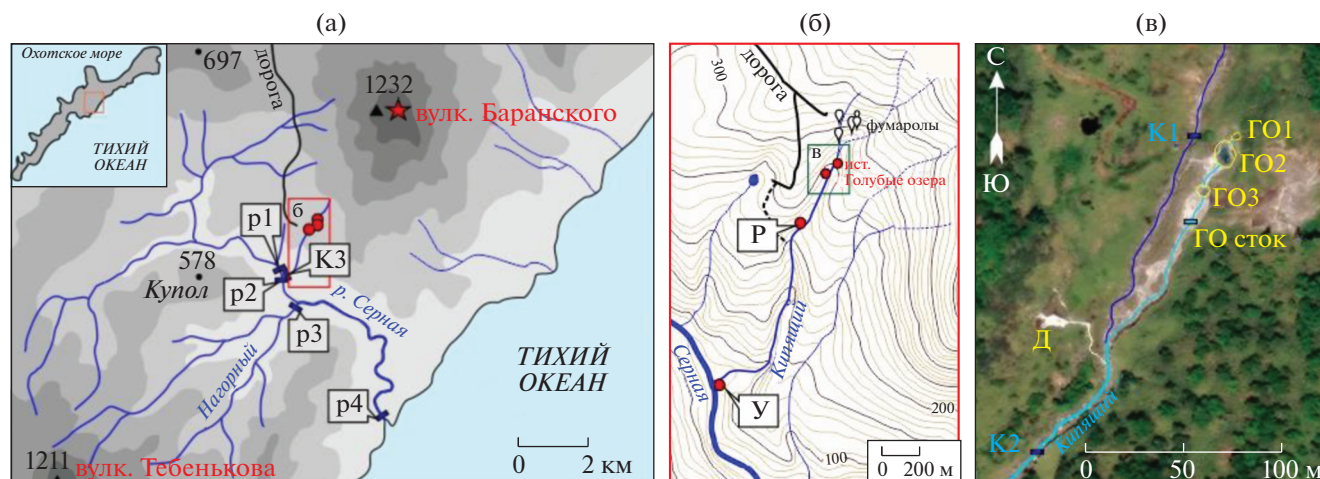 (а)
Охотское море
ТИХИЙ
ОКЕАН
697
дорога
1232
вулк. Баранского
б
р1
К3
578
Купол
р2
р. Серная
р3
Нагорный
ТИХИЙ
ОКЕАН
р4
1211
вулк. Тебенькова
0 2 км
(б)
дорога
300
фумаролы
в
ист.
Голубые озера
Р
Кипящий
Серная
У
200
100
0 200 м
(в)
С
Ю
К1
ГО1
ГО2
ГО3
ГО сток
Д
К2
Кипящий
0 50 100 м